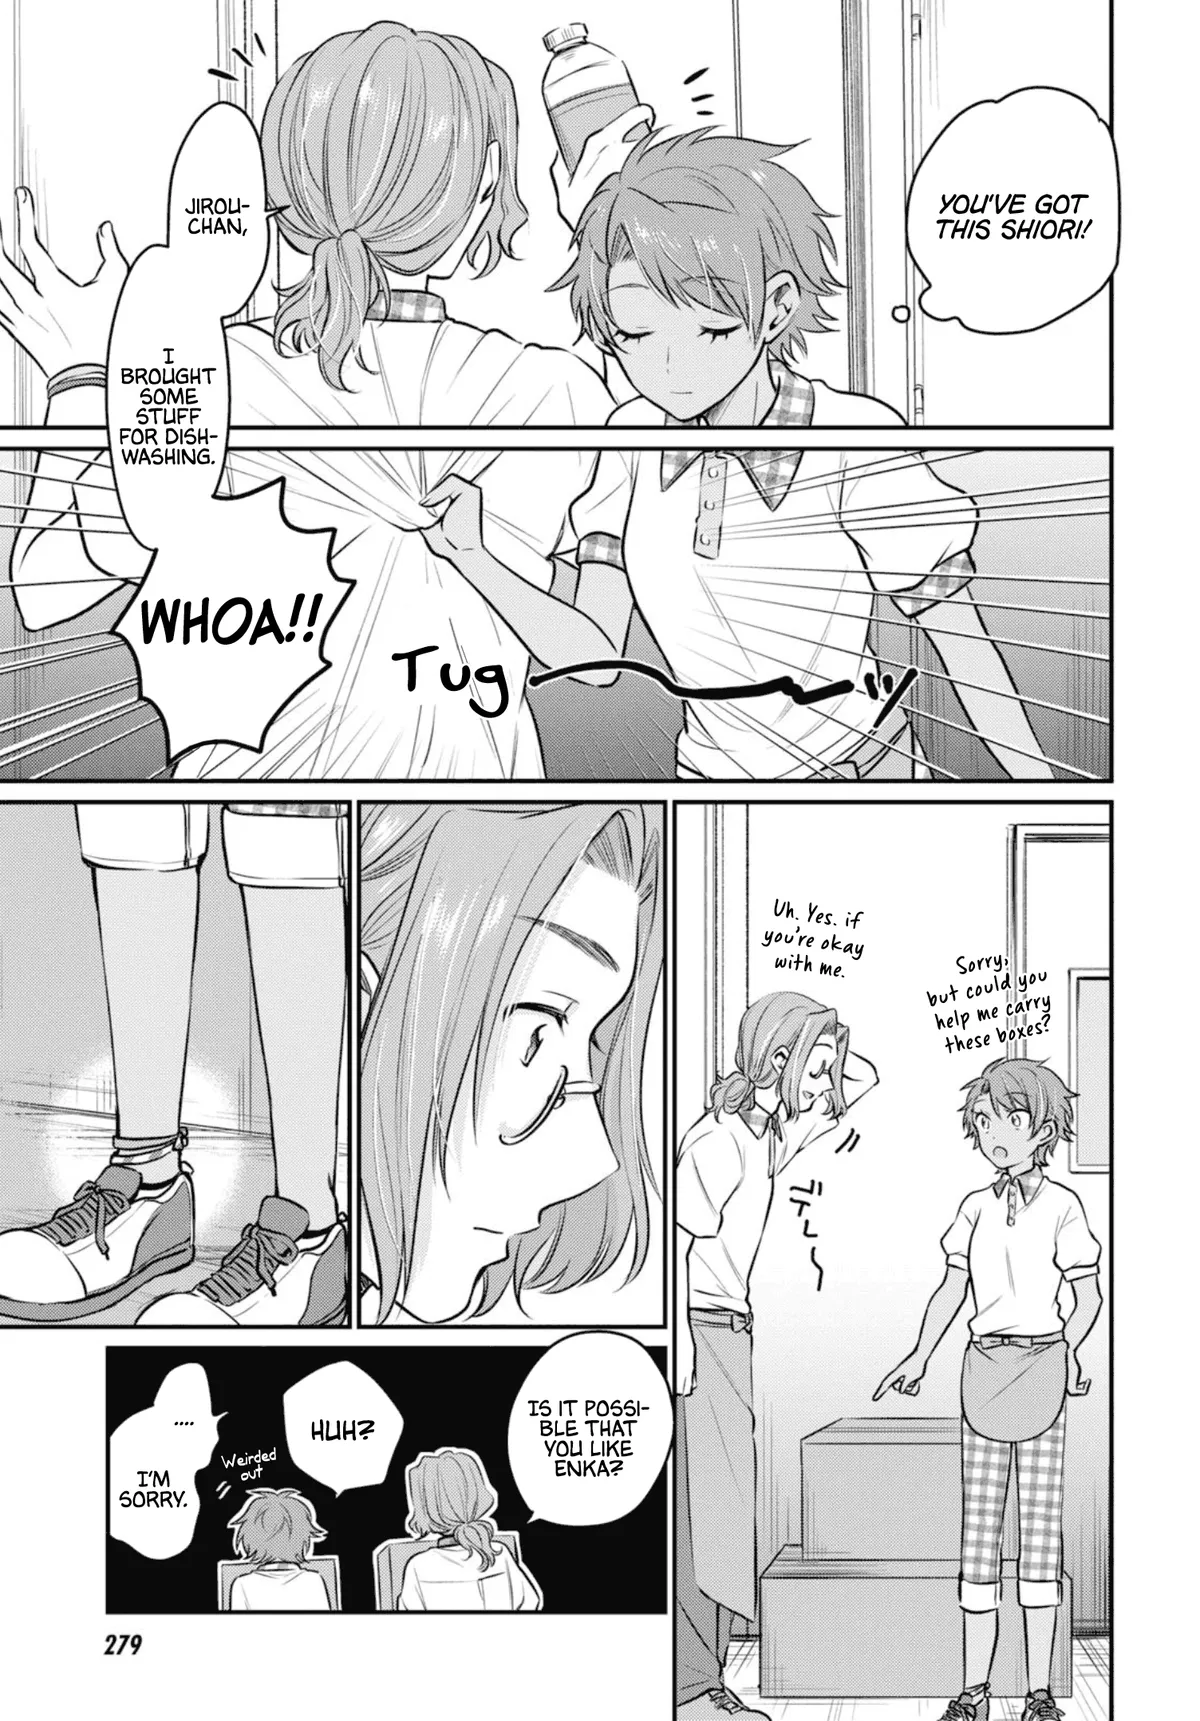 YOU'VE GOT
THIS SHIORI!
JIROU-
CHAN,
I
BROUGHT
SOME
STUFF
FOR DISH-
WASHING.
WHOA!!
Tug
Sorry,
but could you
help me carry
these boxes?
Uh. Yes. if
you're okay
with me.
IS IT POSSI-
BLE THAT
YOU LIKE
ENKA?
HUH?
Weirded
out
....
I'M
SORRY.
279